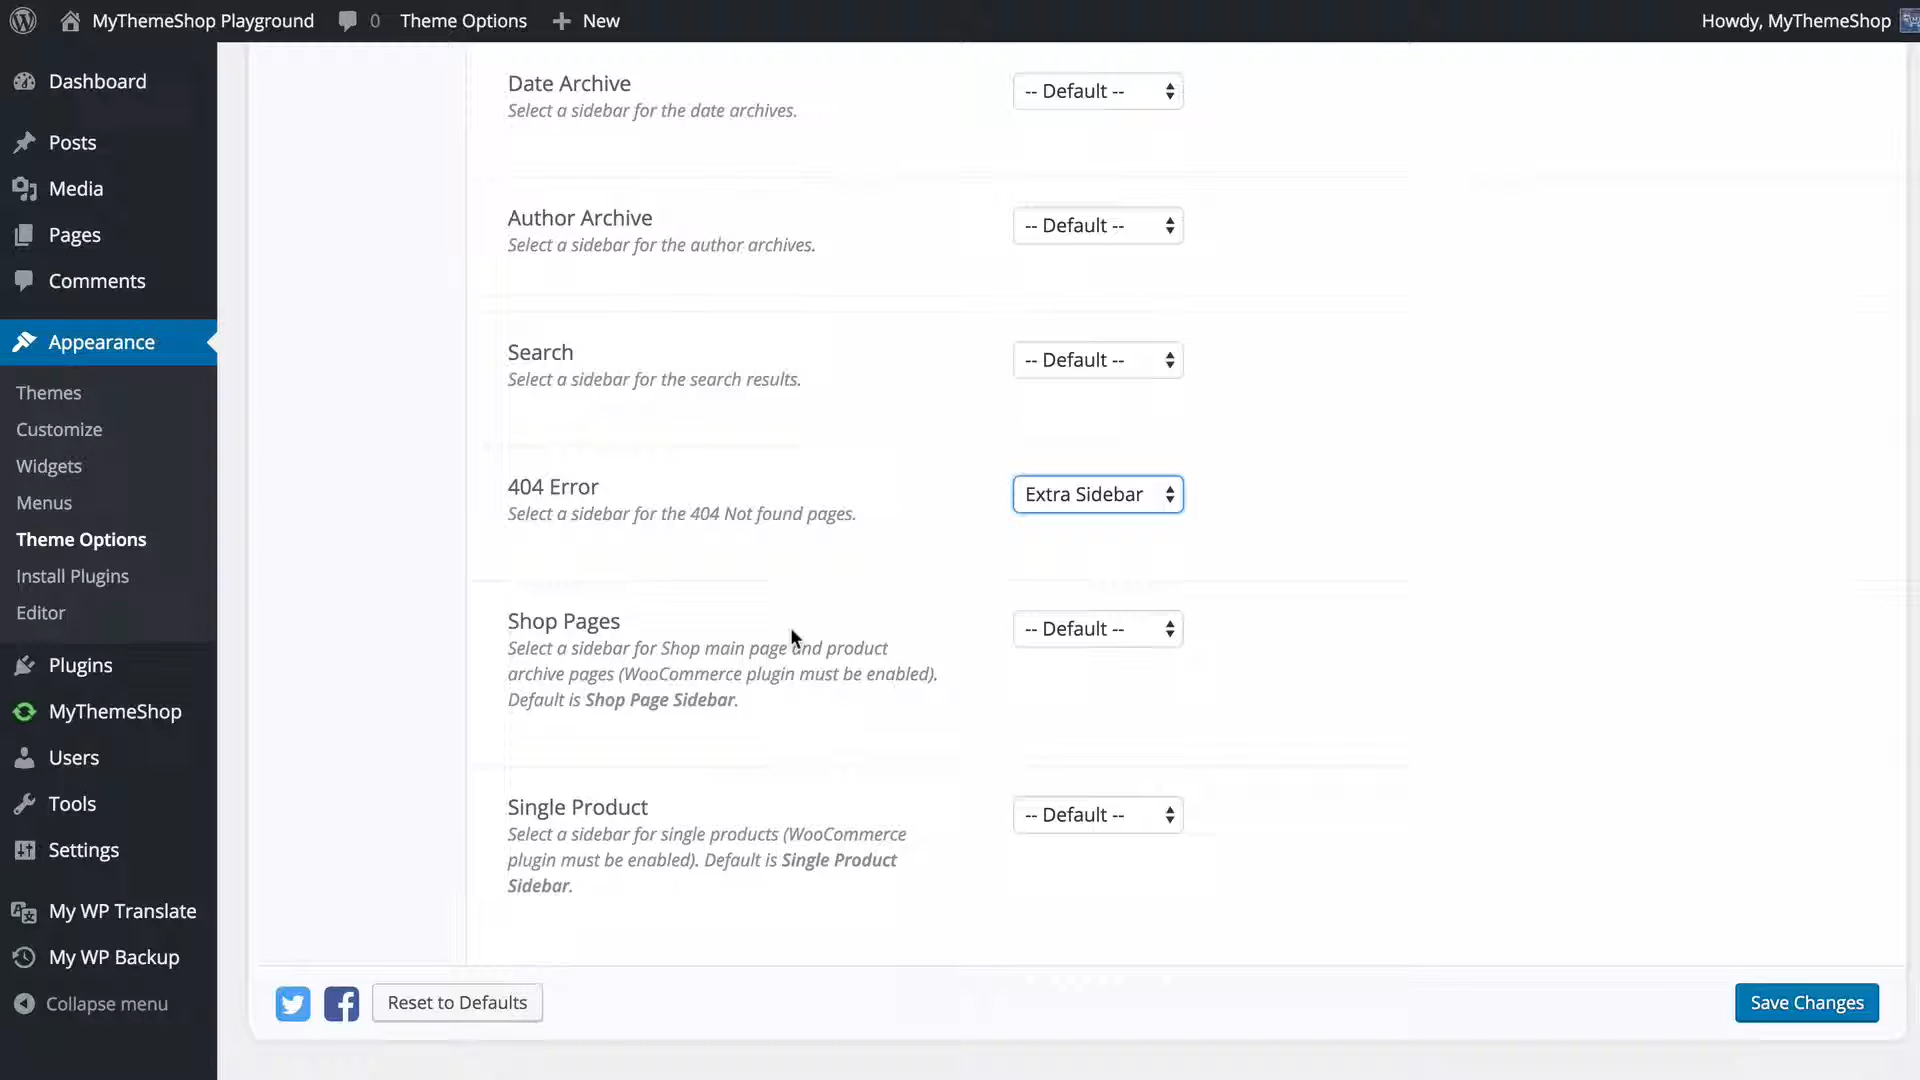 MyThemeShop Playground
0
Theme Options
New
Howdy, MyThemeShop
Dashboard
Posts
Media
Pages
Comments
Appearance
Themes
Customize
Widgets
Menus
Theme Options
Install Plugins
Editor
Plugins
MyThemeShop
Users
Tools
Settings
My WP Translate
My WP Backup
Collapse menu
Date Archive
Select a sidebar for the date archives.
-- Default --
Author Archive
Select a sidebar for the author archives.
-- Default --
Search
Select a sidebar for the search results.
-- Default --
404 Error
Select a sidebar for the 404 Not found pages.
Extra Sidebar
Shop Pages
Select a sidebar for Shop main page and product
archive pages (WooCommerce plugin must be enabled).
Default is Shop Page Sidebar.
-- Default --
Single Product
Select a sidebar for single products (WooCommerce
plugin must be enabled). Default is Single Product
Sidebar.
-- Default --
Reset to Defaults
Save Changes